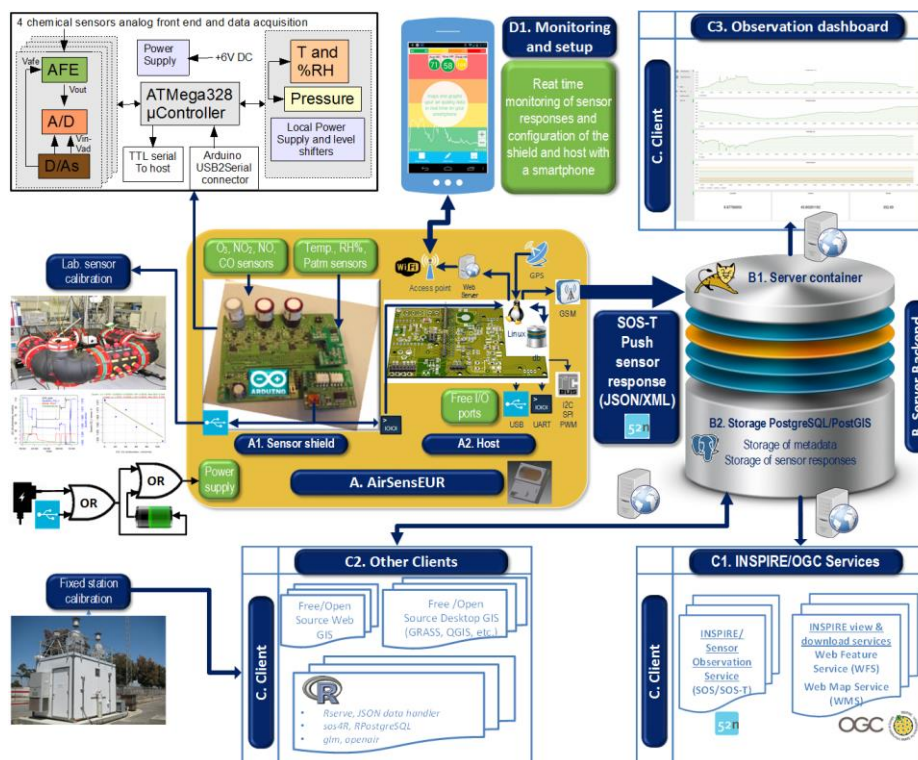 4 chemical sensors analog front end and data acquisition
Vafe
AFE
Vout
A/D
Vin-
Vad
D/As
Power
Supply
+6V DC
ATMega328
µController
TTL serial
To host
Arduino
USB2Serial
connector
T and
%RH
Pressure
Local Power
Supply and level
shifters
D1. Monitoring
and setup
Reat time
monitoring of sensor
responses and
configuration of the
shield and host with
a smartphone
C3. Observation dashboard
C. Client
Lab. sensor
calibration
O₃, NO₂, NO,
CO sensors
Temp., RH%,
Patm sensors
WiFi
Access point
Web
Server
GPS
GSM
Linux
db
ARDUINO
Free I/O
ports
USB
UART
BUS
I2C
SPI
PWM
A1. Sensor shield
A2. Host
A. AirSensEUR
Power
supply
OR
OR
SOS-T
Push
sensor
response
(JSON/XML)
52n
B1. Server container
B2. Storage PostgreSQL/PostGIS
Storage of metadata
Storage of sensor responses
Fixed station
calibration
C2. Other Clients
C. Client
Free/Open
Source Web
GIS
Free /Open
Source Desktop GIS
(GRASS, QGIS, etc.)
R
Rserve, JSON data handler
sos4R, RPostgreSQL
glm, openair
C1. INSPIRE/OGC Services
C. Client
INSPIRE/
Sensor
Observation
Service
(SOS/SOS-T)
52n
INSPIRE view &
download services
Web Feature
Service (WFS)
Web Map Service
(WMS)
OGC